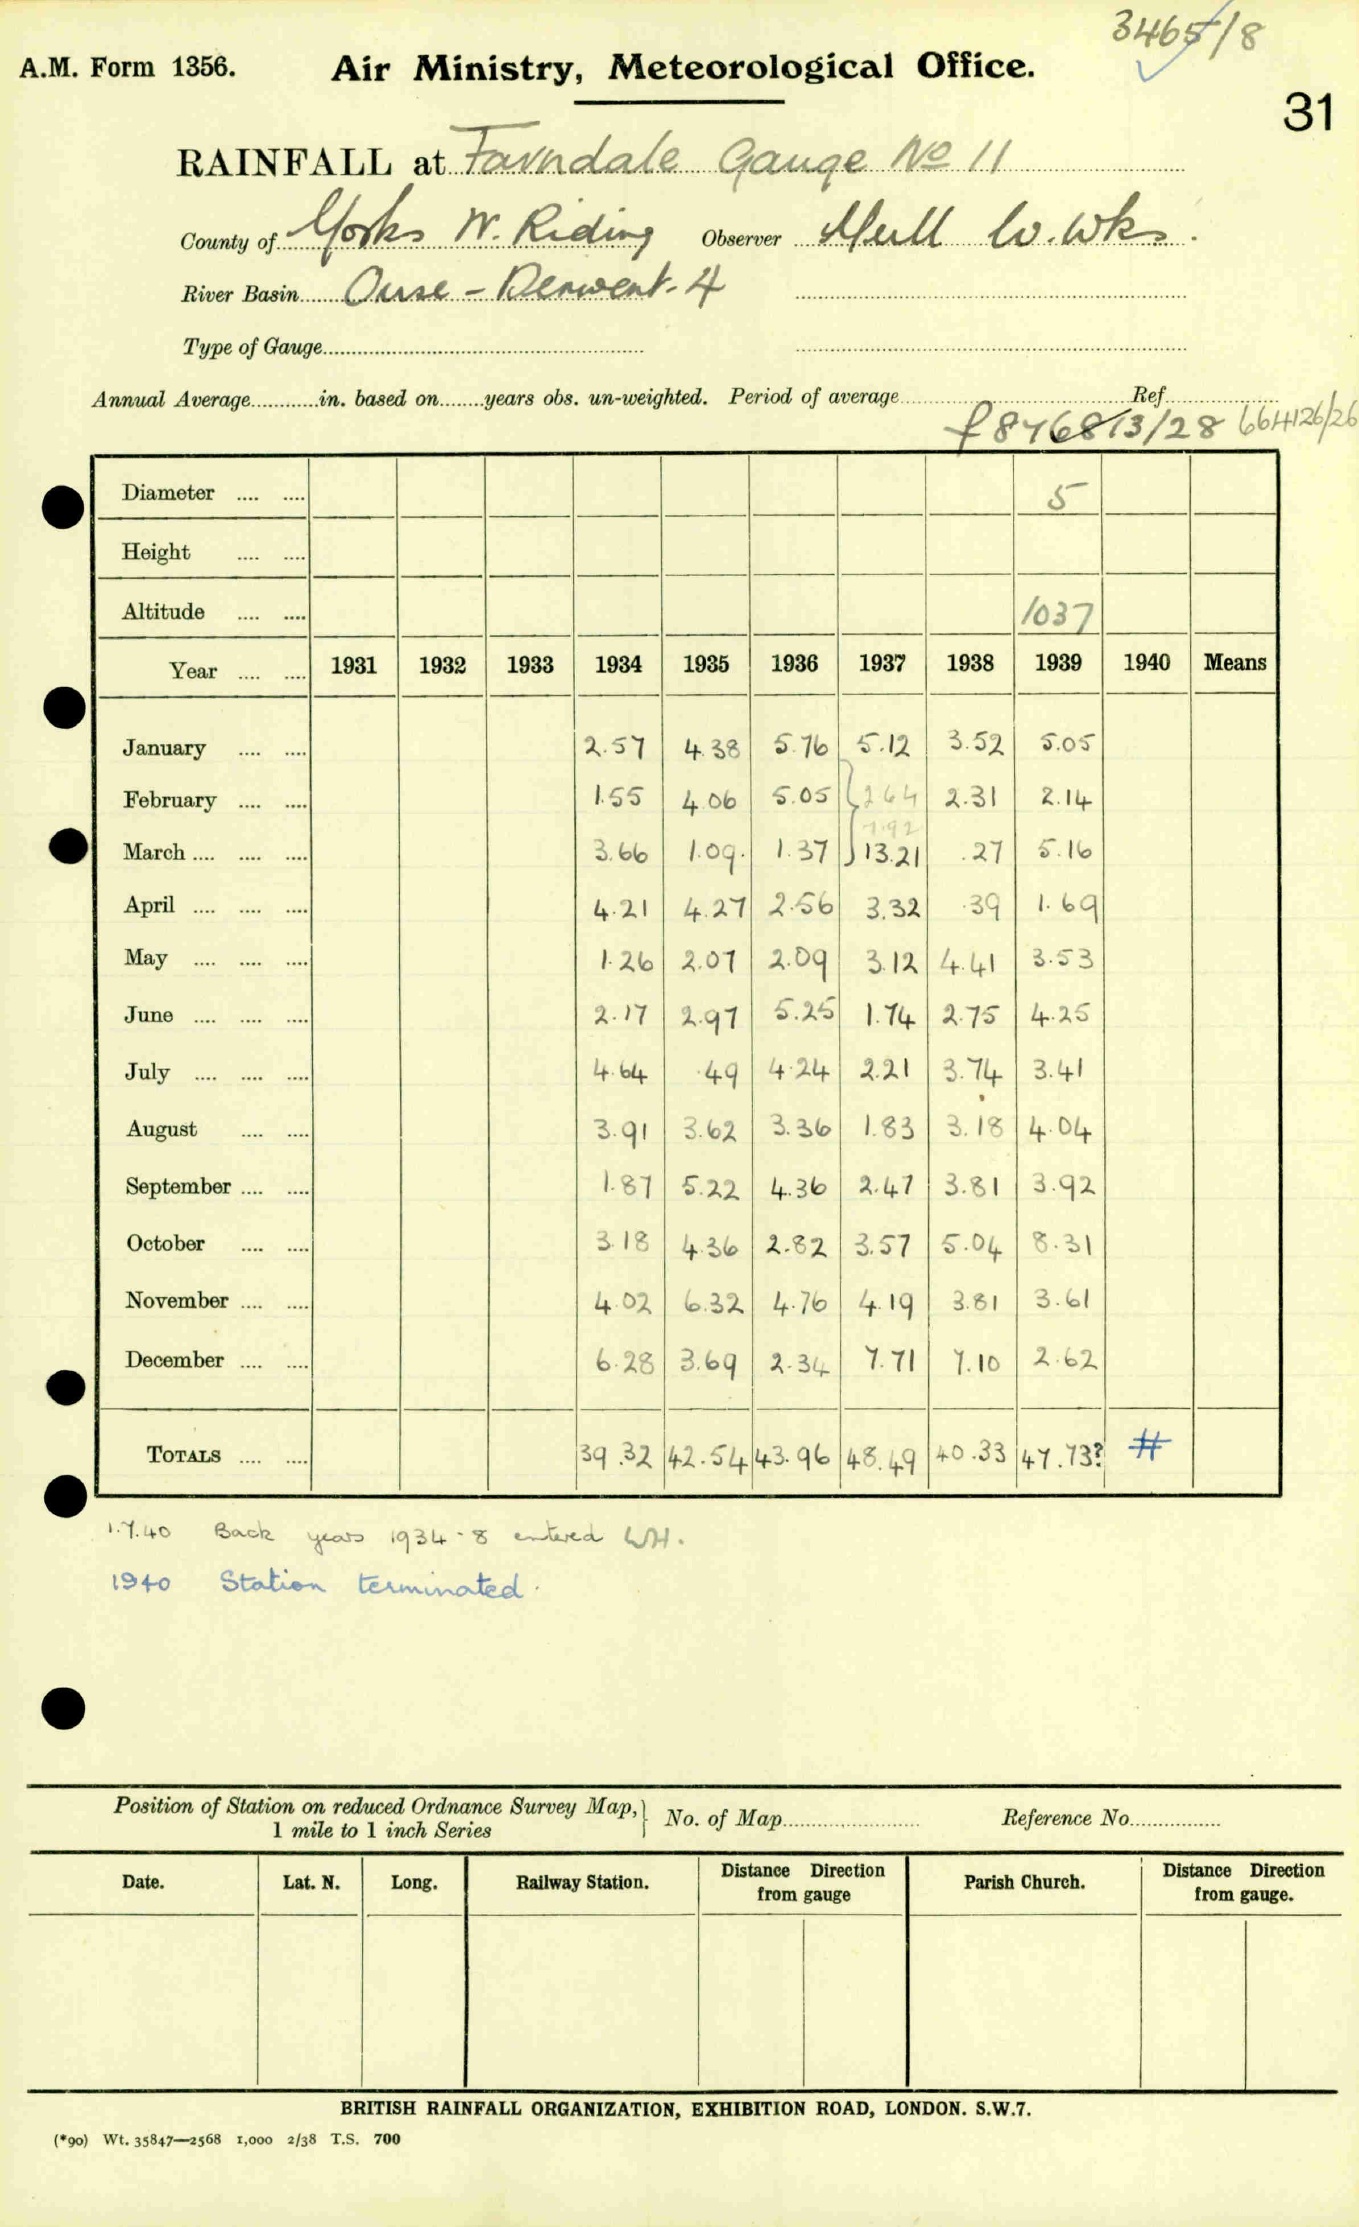 3465/8
A.M. Form 1356. Air Ministry, Meteorological Office.
31
RAINFALL at Farndale Gauge No 11
County of Yorks N. Riding Observer Hull W. Wks.
River Basin Ouse - Derwent. 4
Type of Gauge
Annual Average in. based on years obs. un-weighted. Period of average Ref.
13/28 664126/26
Diameter 5
Height
Altitude 1037
Year 1931 1932 1933 1934 1935 1936 1937 1938 1939 1940 Means
January 2.57 4.38 5.76 5.12 3.52 5.05
February 1.55 4.06 5.05 2.64 2.31 2.14
7.92
March 3.66 1.09. 1.37 13.21 .27 5.16
April 4.21 4.27 2.56 3.32 .39 1.69
May 1.26 2.07 2.09 3.12 4.41 3.53
June 2.17 2.97 5.25 1.74 2.75 4.25
July 4.64 .49 4.24 2.21 3.74 3.41
August 3.91 3.62 3.36 1.83 3.18 4.04
September 1.87 5.22 4.36 2.47 3.81 3.92
October 3.18 4.36 2.82 3.57 5.04 8.31
November 4.02 6.32 4.76 4.19 3.81 3.61
December 6.28 3.69 2.34 7.71 7.10 2.62
TOTALS 39.32 42.54 43.96 48.49 40.33 47.73? #
1.7.40 Back years 1934-8 entered WH.
1940 Station terminated.
Position of Station on reduced Ordnance Survey Map, } No. of Map Reference No.
1 mile to 1 inch Series
Date. Lat. N. Long. Railway Station. Distance Direction from gauge Parish Church. Distance Direction from gauge.
BRITISH RAINFALL ORGANIZATION, EXHIBITION ROAD, LONDON. S.W.7.
(*90) Wt. 35847—2568 1,000 2/38 T.S. 700